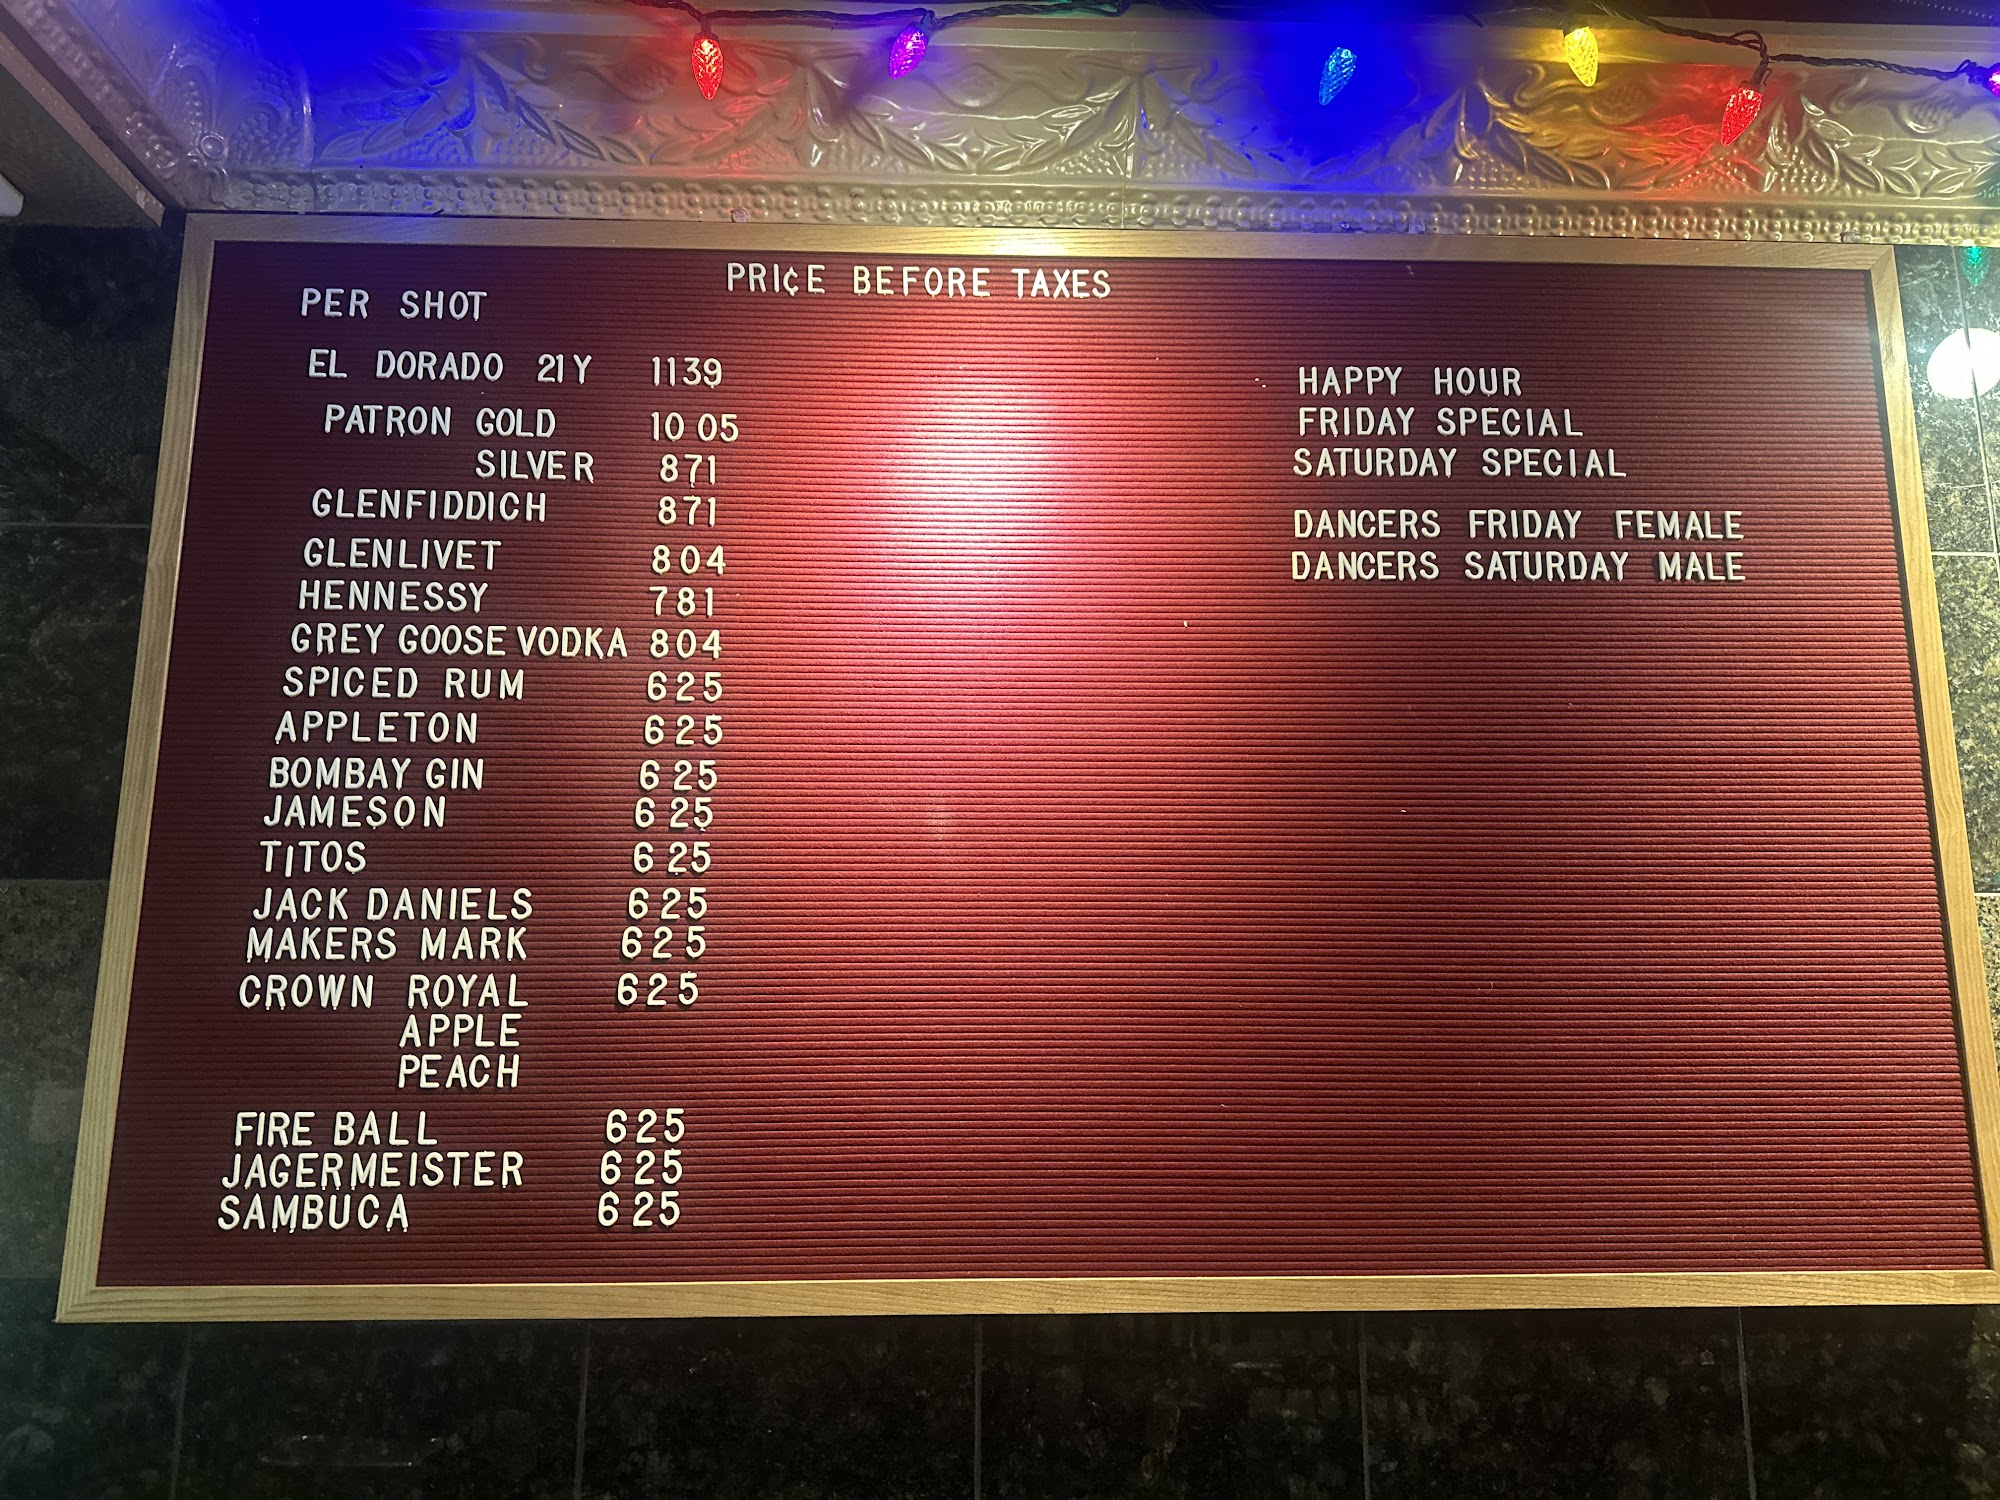 PRI¢E BEFORE TAXES
PER SHOT
EL DORADO 21Y 1139
PATRON GOLD 10 05
SILVER 871
GLENFIDDICH 871
GLENLIVET 804
HENNESSY 781
GREY GOOSE VODKA 804
SPICED RUM 625
APPLETON 625
BOMBAY GIN 625
JAMESON 625
TITOS 625
JACK DANIELS 625
MAKERS MARK 625
CROWN ROYAL 625
APPLE
PEACH
FIRE BALL 625
JAGERMEISTER 625
SAMBUCA 625
HAPPY HOUR
FRIDAY SPECIAL
SATURDAY SPECIAL
DANCERS FRIDAY FEMALE
DANCERS SATURDAY MALE